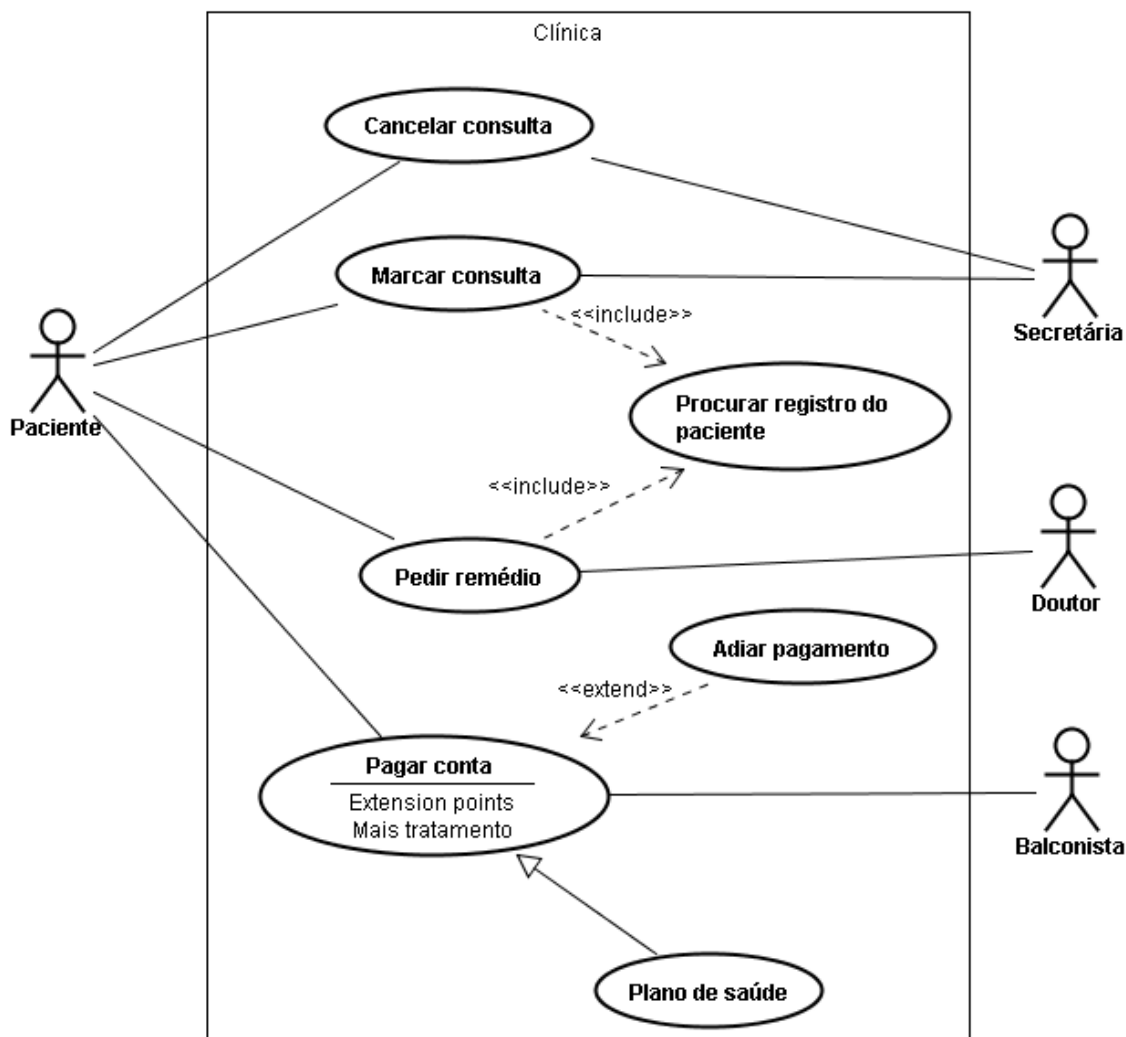 Clínica
Cancelar consulta
Marcar consulta
<<include>>
Secretária
Procurar registro do
paciente
Paciente
<<include>>
Pedir remédio
Doutor
Adiar pagamento
<<extend>>
Pagar conta
Extension points
Mais tratamento
Balconista
Plano de saúde